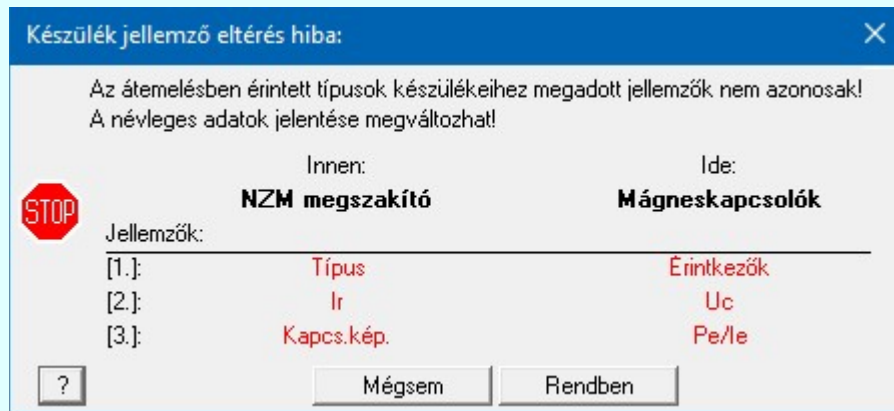 Készülék jellemző eltérés hiba:
Az átemelésben érintett típusok készülékeihez megadott jellemzők nem azonosak!
A névleges adatok jelentése megváltozhat!
Innen: Ide:
STOP NZM megszakító Mágneskapcsolók
Jellemzők:
[1.]: Típus Érintkezők
[2.]: Ir Uc
[3.]: Kapcs.kép. Pe/Ie
? Mégsem Rendben